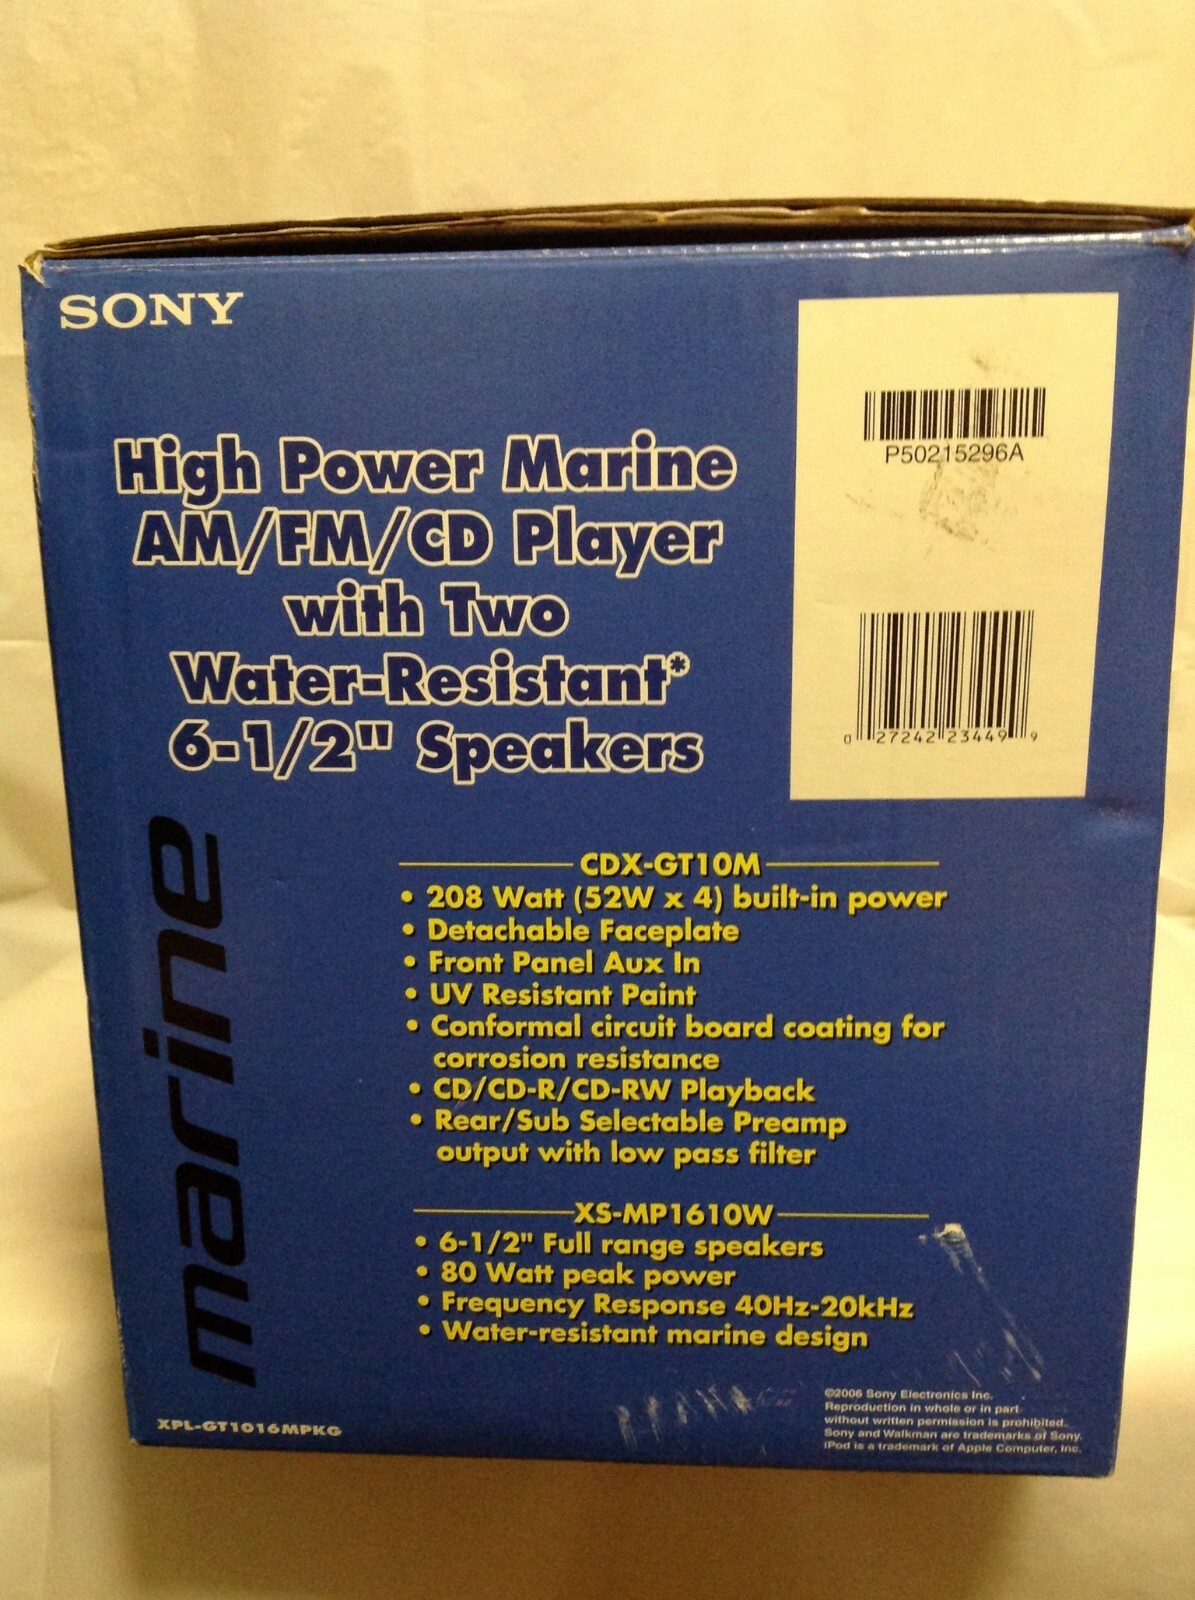 SONY
High Power Marine
AM/FM/CD Player
with Two
Water-Resistant*
6-1/2" Speakers
P50215296A
0 27242 23449 9
marine
CDX-GT10M
• 208 Watt (52W x 4) built-in power
• Detachable Faceplate
• Front Panel Aux In
• UV Resistant Paint
• Conformal circuit board coating for
corrosion resistance
• CD/CD-R/CD-RW Playback
• Rear/Sub Selectable Preamp
output with low pass filter
XS-MP1610W
• 6-1/2" Full range speakers
• 80 Watt peak power
• Frequency Response 40Hz-20kHz
• Water-resistant marine design
XPL-GT1016MPKG
©2006 Sony Electronics Inc.
Reproduction in whole or in part
without written permission is prohibited.
Sony and Walkman are trademarks of Sony.
iPod is a trademark of Apple Computer, Inc.